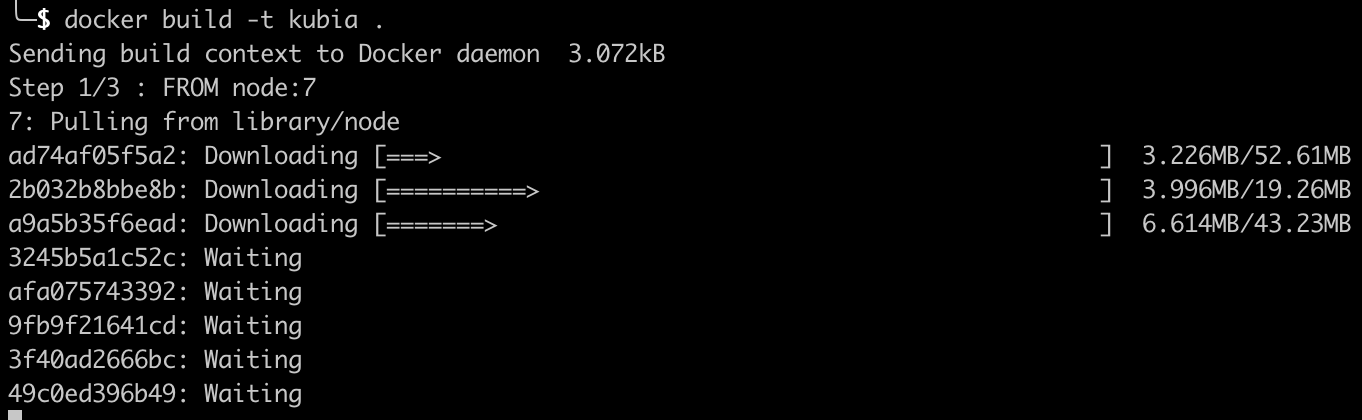 ╰─$ docker build -t kubia .
Sending build context to Docker daemon  3.072kB
Step 1/3 : FROM node:7
7: Pulling from library/node
ad74af05f5a2: Downloading [===>                                               ]  3.226MB/52.61MB
2b032b8bbe8b: Downloading [==========>                                        ]  3.996MB/19.26MB
a9a5b35f6ead: Downloading [=======>                                           ]  6.614MB/43.23MB
3245b5a1c52c: Waiting
afa075743392: Waiting
9fb9f21641cd: Waiting
3f40ad2666bc: Waiting
49c0ed396b49: Waiting